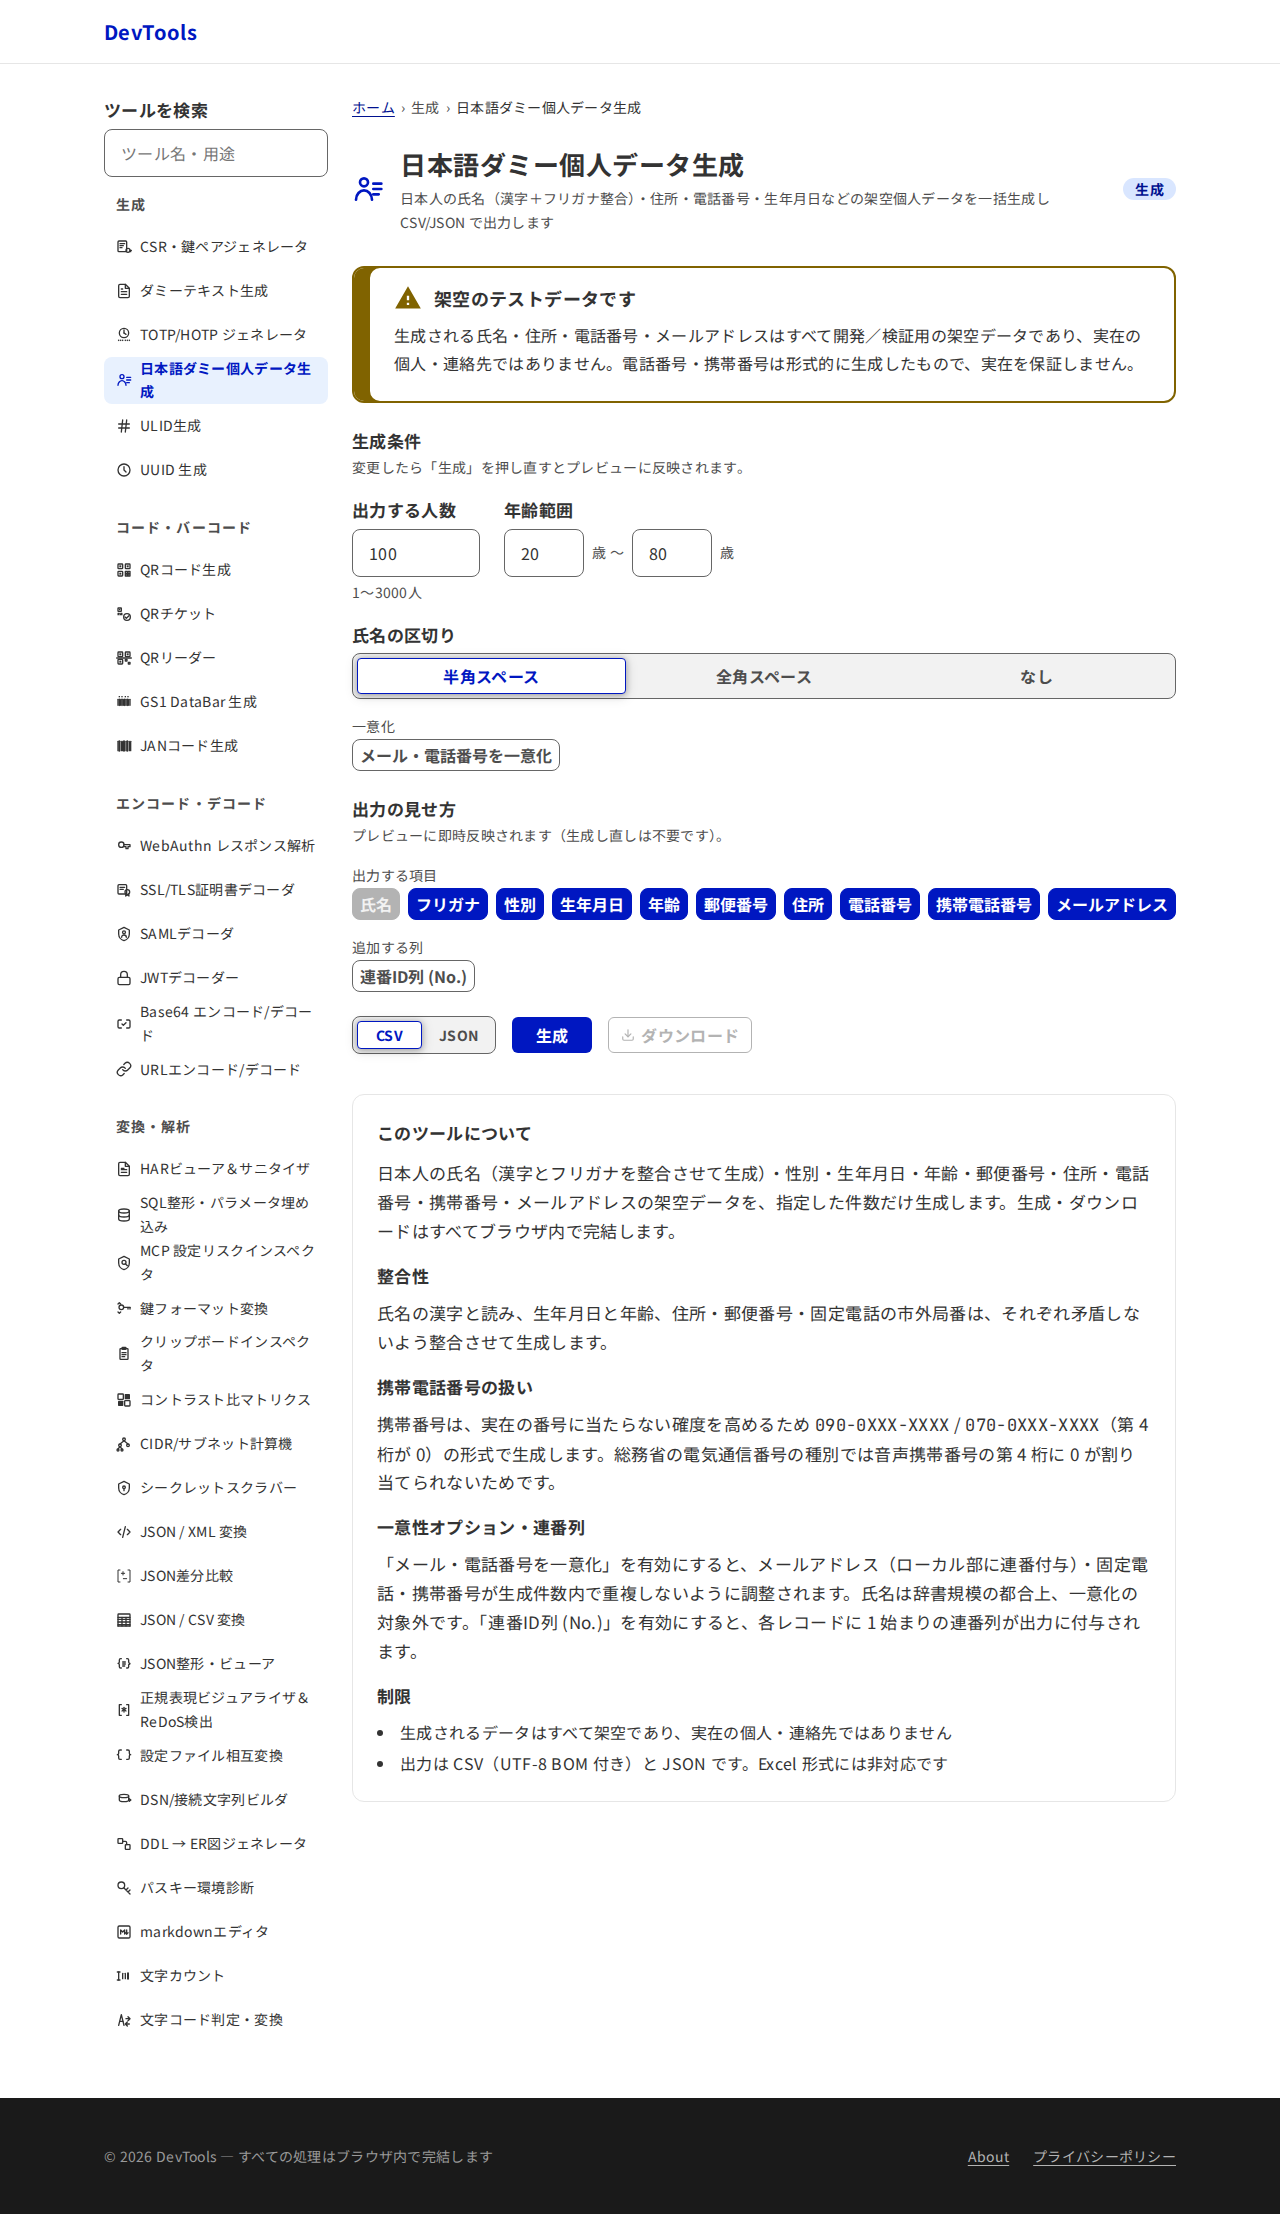 DevTools
ツールを検索
ツール名・用途
生成
CSR・鍵ペアジェネレータ
ダミーテキスト生成
TOTP/HOTP ジェネレータ
日本語ダミー個人データ生
成
ULID生成
UUID 生成
コード・バーコード
QRコード生成
QRチケット
QRリーダー
GS1 DataBar 生成
JANコード生成
エンコード・デコード
WebAuthn レスポンス解析
SSL/TLS証明書デコーダ
SAMLデコーダ
JWTデコーダー
Base64 エンコード/デコー
ド
URLエンコード/デコード
変換・解析
HARビューア＆サニタイザ
SQL整形・パラメータ埋め
込み
MCP 設定リスクインスペク
タ
鍵フォーマット変換
クリップボードインスペク
タ
コントラスト比マトリクス
CIDR/サブネット計算機
シークレットスクラバー
JSON / XML 変換
JSON差分比較
JSON / CSV 変換
JSON整形・ビューア
正規表現ビジュアライザ＆
ReDoS検出
設定ファイル相互変換
DSN/接続文字列ビルダ
DDL → ER図ジェネレータ
パスキー環境診断
markdownエディタ
文字カウント
文字コード判定・変換
ホーム › 生成 › 日本語ダミー個人データ生成
日本語ダミー個人データ生成
日本人の氏名（漢字＋フリガナ整合）・住所・電話番号・生年月日などの架空個人データを一括生成し
CSV/JSON で出力します
生成
架空のテストデータです
生成される氏名・住所・電話番号・メールアドレスはすべて開発／検証用の架空データであり、実在の
個人・連絡先ではありません。電話番号・携帯番号は形式的に生成したもので、実在を保証しません。
生成条件
変更したら「生成」を押し直すとプレビューに反映されます。
出力する人数 年齢範囲
100 20 歳 〜 80 歳
1〜3000人
氏名の区切り
半角スペース 全角スペース なし
一意化
メール・電話番号を一意化
出力の見せ方
プレビューに即時反映されます（生成し直しは不要です）。
出力する項目
氏名 フリガナ 性別 生年月日 年齢 郵便番号 住所 電話番号 携帯電話番号 メールアドレス
追加する列
連番ID列 (No.)
CSV JSON 生成 ダウンロード
このツールについて
日本人の氏名（漢字とフリガナを整合させて生成）・性別・生年月日・年齢・郵便番号・住所・電話
番号・携帯番号・メールアドレスの架空データを、指定した件数だけ生成します。生成・ダウンロ
ードはすべてブラウザ内で完結します。
整合性
氏名の漢字と読み、生年月日と年齢、住所・郵便番号・固定電話の市外局番は、それぞれ矛盾しな
いよう整合させて生成します。
携帯電話番号の扱い
携帯番号は、実在の番号に当たらない確度を高めるため 090-0XXX-XXXX / 070-0XXX-XXXX（第 4
桁が 0）の形式で生成します。総務省の電気通信番号の種別では音声携帯番号の第 4 桁に 0 が割り
当てられないためです。
一意性オプション・連番列
「メール・電話番号を一意化」を有効にすると、メールアドレス（ローカル部に連番付与）・固定電
話・携帯番号が生成件数内で重複しないように調整されます。氏名は辞書規模の都合上、一意化の
対象外です。「連番ID列 (No.)」を有効にすると、各レコードに 1 始まりの連番列が出力に付与され
ます。
制限
• 生成されるデータはすべて架空であり、実在の個人・連絡先ではありません
• 出力は CSV（UTF-8 BOM 付き）と JSON です。Excel 形式には非対応です
© 2026 DevTools — すべての処理はブラウザ内で完結します
About プライバシーポリシー